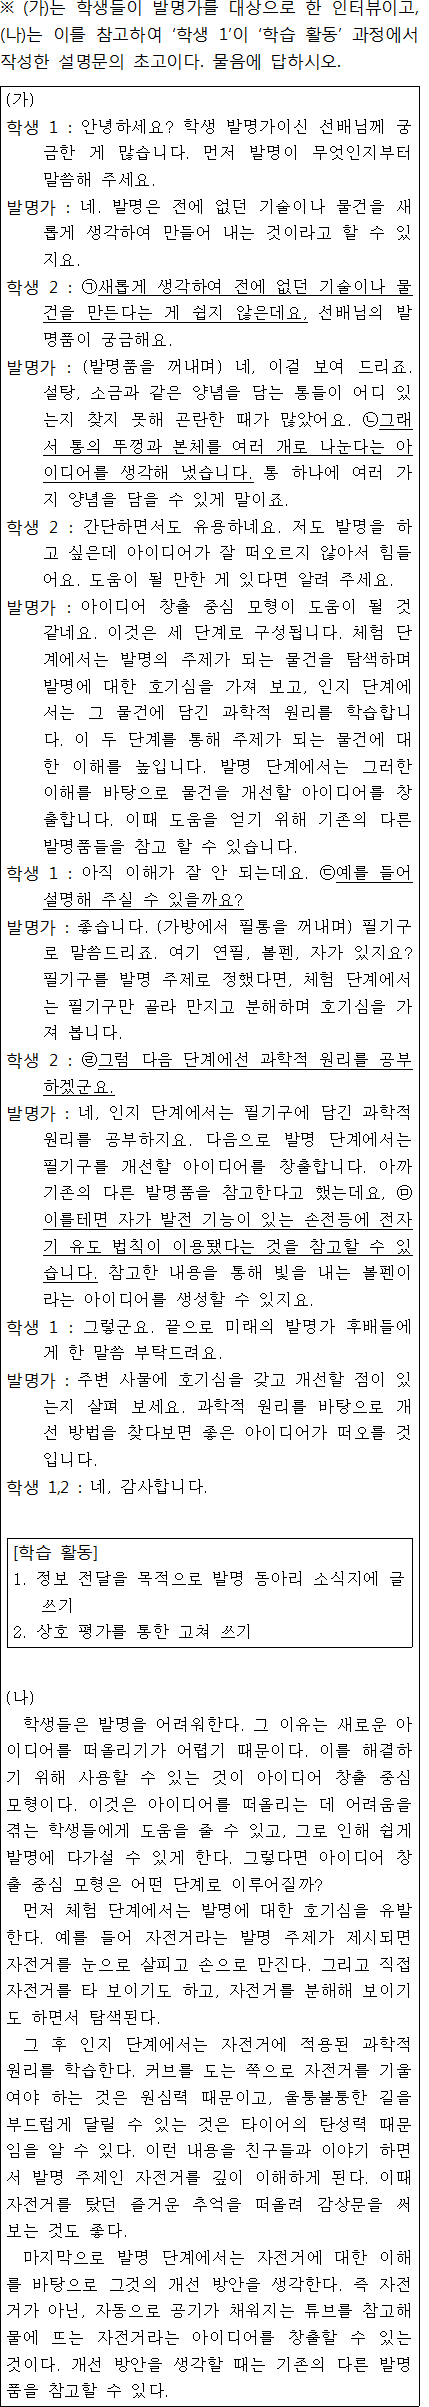 ※ (가)는 학생들이 발명가를 대상으로 한 인터뷰이고,
(나)는 이를 참고하여 ‘학생 1’이 ‘학습 활동’ 과정에서
작성한 설명문의 초고이다. 물음에 답하시오.
(가)
학생 1 : 안녕하세요? 학생 발명가이신 선배님께 궁
금한 게 많습니다. 먼저 발명이 무엇인지부터
말씀해 주세요.
발명가 : 네. 발명은 전에 없던 기술이나 물건을 새
롭게 생각하여 만들어 내는 것이라고 할 수 있
지요.
학생 2 : ㉠새롭게 생각하여 전에 없던 기술이나 물
건을 만든다는 게 쉽지 않은데요, 선배님의 발
명품이 궁금해요.
발명가 : (발명품을 꺼내며) 네, 이걸 보여 드리죠.
설탕, 소금과 같은 양념을 담는 통들이 어디 있
는지 찾지 못해 곤란한 때가 많았어요. ㉡그래
서 통의 뚜껑과 본체를 여러 개로 나눈다는 아
이디어를 생각해 냈습니다. 통 하나에 여러 가
지 양념을 담을 수 있게 말이죠.
학생 2 : 간단하면서도 유용하네요. 저도 발명을 하
고 싶은데 아이디어가 잘 떠오르지 않아서 힘들
어요. 도움이 될 만한 게 있다면 알려 주세요.
발명가 : 아이디어 창출 중심 모형이 도움이 될 것
같네요. 이것은 세 단계로 구성됩니다. 체험 단
계에서는 발명의 주제가 되는 물건을 탐색하며
발명에 대한 호기심을 가져 보고, 인지 단계에
서는 그 물건에 담긴 과학적 원리를 학습합니
다. 이 두 단계를 통해 주제가 되는 물건에 대
한 이해를 높입니다. 발명 단계에서는 그러한
이해를 바탕으로 물건을 개선할 아이디어를 창
출합니다. 이때 도움을 얻기 위해 기존의 다른
발명품들을 참고 할 수 있습니다.
학생 1 : 아직 이해가 잘 안 되는데요. ㉢예를 들어
설명해 주실 수 있을까요?
발명가 : 좋습니다. (가방에서 필통을 꺼내며) 필기구
로 말씀드리죠. 여기 연필, 볼펜, 자가 있지요?
필기구를 발명 주제로 정했다면, 체험 단계에서
는 필기구만 골라 만지고 분해하며 호기심을 가
져 봅니다.
학생 2 : ㉣그럼 다음 단계에선 과학적 원리를 공부
하겠군요.
발명가 : 네, 인지 단계에서는 필기구에 담긴 과학적
원리를 공부하지요. 다음으로 발명 단계에서는
필기구를 개선할 아이디어를 창출합니다. 아까
기존의 다른 발명품을 참고한다고 했는데요, ㉤
이를테면 자가 발전 기능이 있는 손전등에 전자
기 유도 법칙이 이용됐다는 것을 참고할 수 있
습니다. 참고한 내용을 통해 빛을 내는 볼펜이
라는 아이디어를 생성할 수 있지요.
학생 1 : 그렇군요. 끝으로 미래의 발명가 후배들에
게 한 말씀 부탁드려요.
발명가 : 주변 사물에 호기심을 갖고 개선할 점이 있
는지 살펴 보세요. 과학적 원리를 바탕으로 개
선 방법을 찾다보면 좋은 아이디어가 떠오를 것
입니다.
학생 1,2 : 네, 감사합니다.
[학습 활동]
1. 정보 전달을 목적으로 발명 동아리 소식지에 글
쓰기
2. 상호 평가를 통한 고쳐 쓰기
(나)
학생들은 발명을 어려워한다. 그 이유는 새로운 아
이디어를 떠올리기가 어렵기 때문이다. 이를 해결하
기 위해 사용할 수 있는 것이 아이디어 창출 중심
모형이다. 이것은 아이디어를 떠올리는 데 어려움을
겪는 학생들에게 도움을 줄 수 있고, 그로 인해 쉽게
발명에 다가설 수 있게 한다. 그렇다면 아이디어 창
출 중심 모형은 어떤 단계로 이루어질까?
먼저 체험 단계에서는 발명에 대한 호기심을 유발
한다. 예를 들어 자전거라는 발명 주제가 제시되면
자전거를 눈으로 살피고 손으로 만진다. 그리고 직접
자전거를 타 보이기도 하고, 자전거를 분해해 보이기
도 하면서 탐색된다.
그 후 인지 단계에서는 자전거에 적용된 과학적
원리를 학습한다. 커브를 도는 쪽으로 자전거를 기울
여야 하는 것은 원심력 때문이고, 울퉁불퉁한 길을
부드럽게 달릴 수 있는 것은 타이어의 탄성력 때문
임을 알 수 있다. 이런 내용을 친구들과 이야기 하면
서 발명 주제인 자전거를 깊이 이해하게 된다. 이때
자전거를 탔던 즐거운 추억을 떠올려 감상문을 써
보는 것도 좋다.
마지막으로 발명 단계에서는 자전거에 대한 이해
를 바탕으로 그것의 개선 방안을 생각한다. 즉 자전
거가 아닌, 자동으로 공기가 채워지는 튜브를 참고해
물에 뜨는 자전거라는 아이디어를 창출할 수 있는
것이다. 개선 방안을 생각할 때는 기존의 다른 발명
품을 참고할 수 있다.